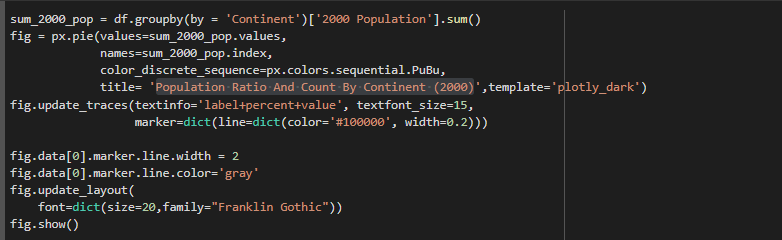 sum_2000_pop = df.groupby(by = 'Continent')['2000 Population'].sum()
fig = px.pie(values=sum_2000_pop.values,
             names=sum_2000_pop.index,
             color_discrete_sequence=px.colors.sequential.PuBu,
             title= 'Population Ratio And Count By Continent (2000)',template='plotly_dark')
fig.update_traces(textinfo='label+percent+value', textfont_size=15,
                  marker=dict(line=dict(color='#100000', width=0.2)))

fig.data[0].marker.line.width = 2
fig.data[0].marker.line.color='gray'
fig.update_layout(
    font=dict(size=20,family="Franklin Gothic"))
fig.show()